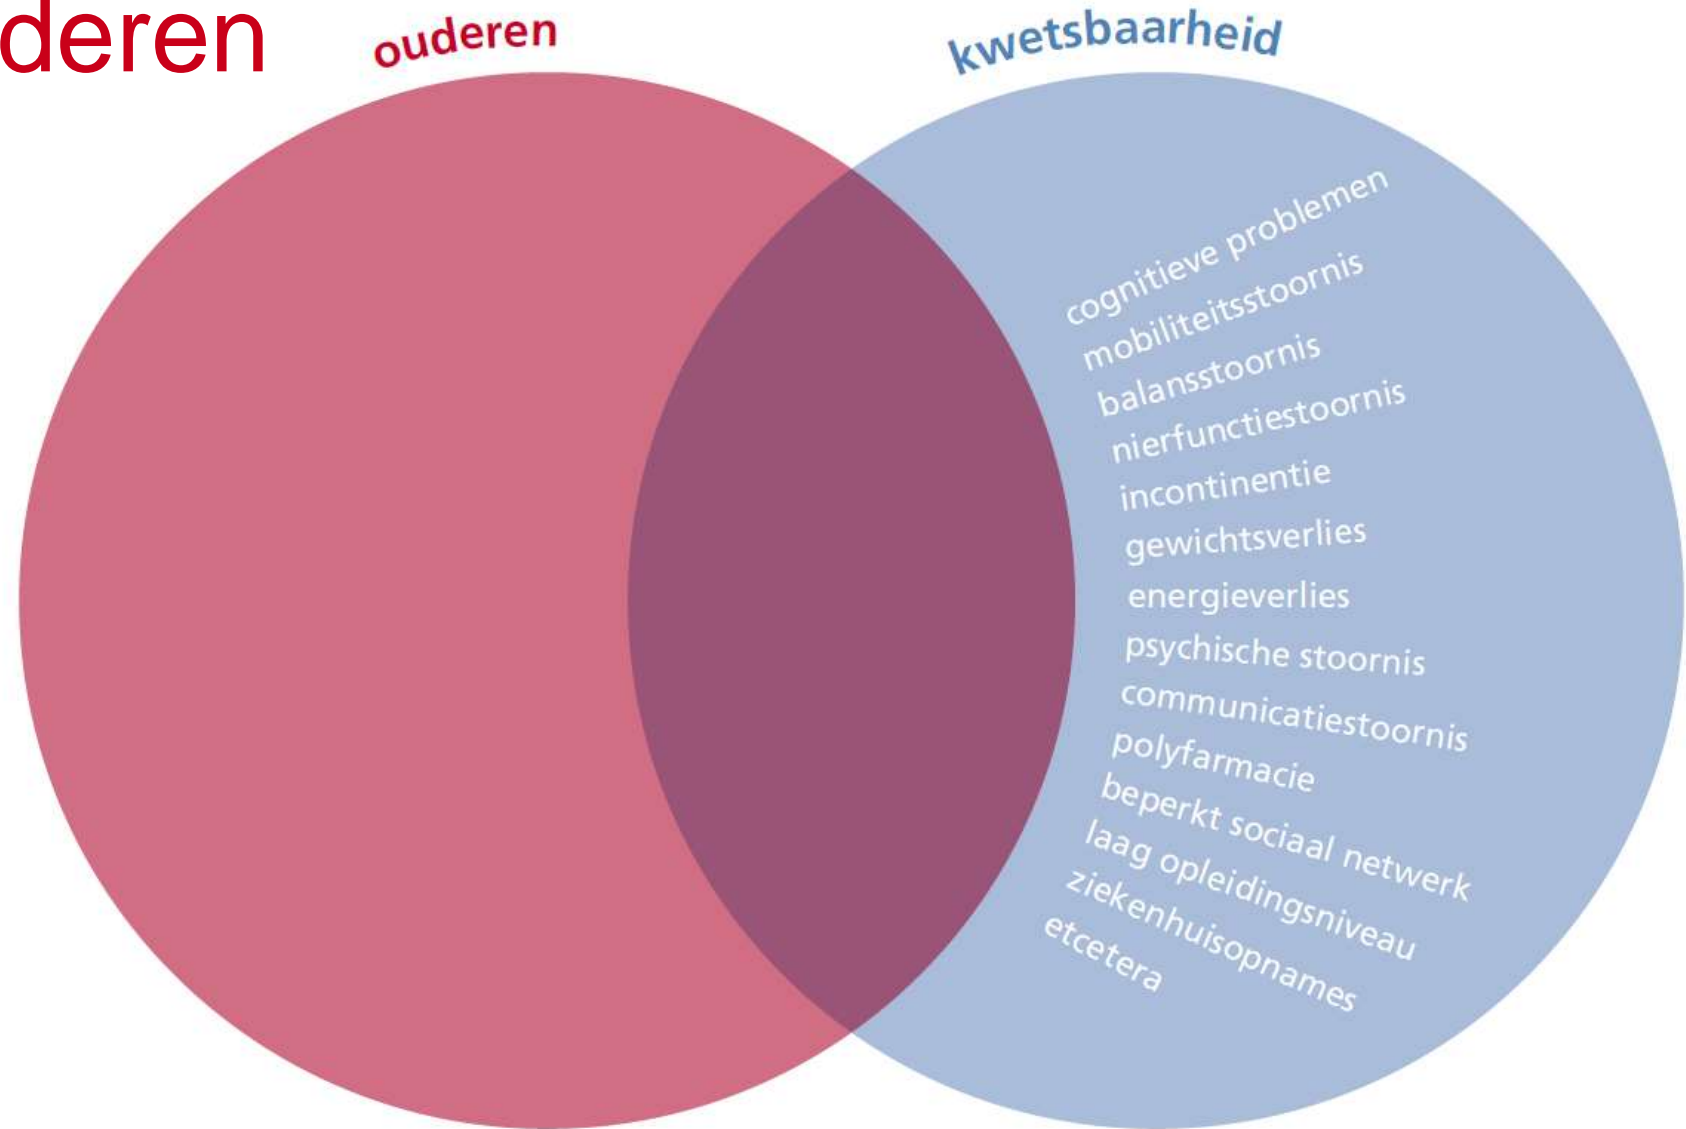 deren
ouderen
kwetsbaarheid
cognitieve problemen
mobiliteitsstoornis
balansstoornis
nierfunctiestoornis
incontinentie
gewichtsverlies
energieverlies
psychische stoornis
communicatiestoornis
polyfarmacie
beperkt sociaal netwerk
laag opleidingsniveau
ziekenhuisopnames
etcetera